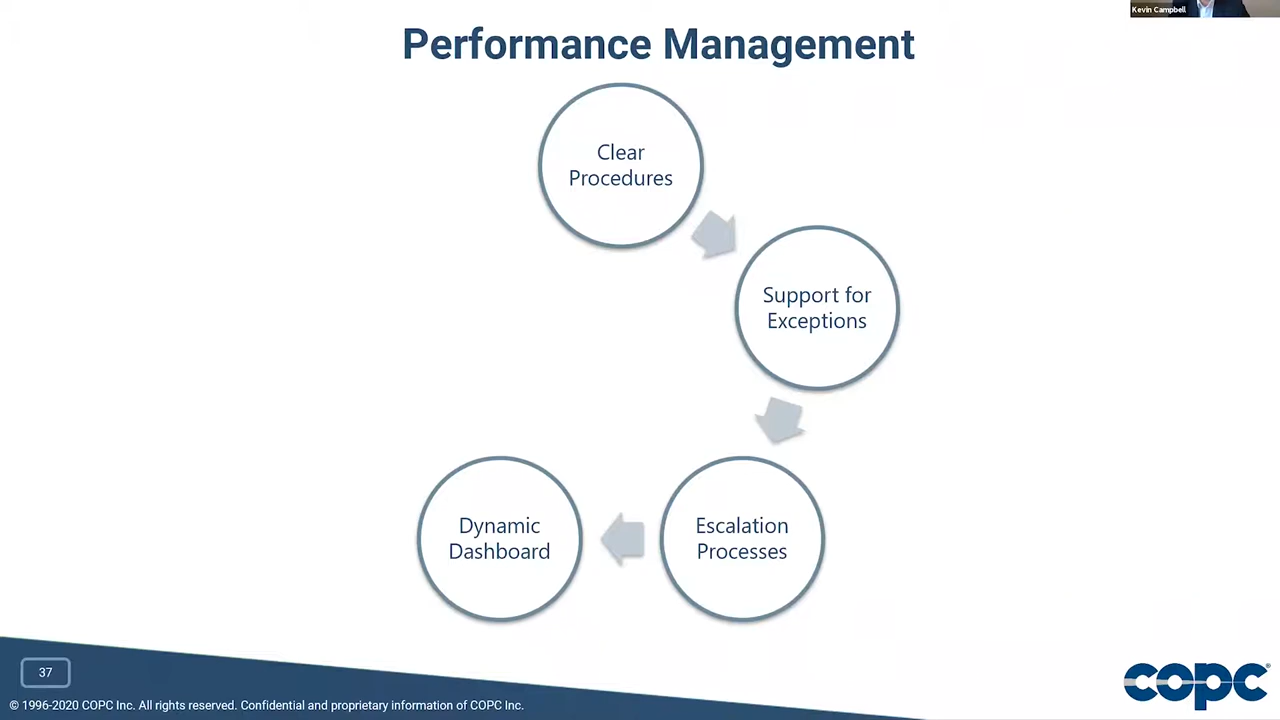 Kevin Campbell
Performance Management
Clear
Procedures
Support for
Exceptions
Escalation
Processes
Dynamic
Dashboard
37
© 1996-2020 COPC Inc. All rights reserved. Confidential and proprietary information of COPC Inc.
copc®